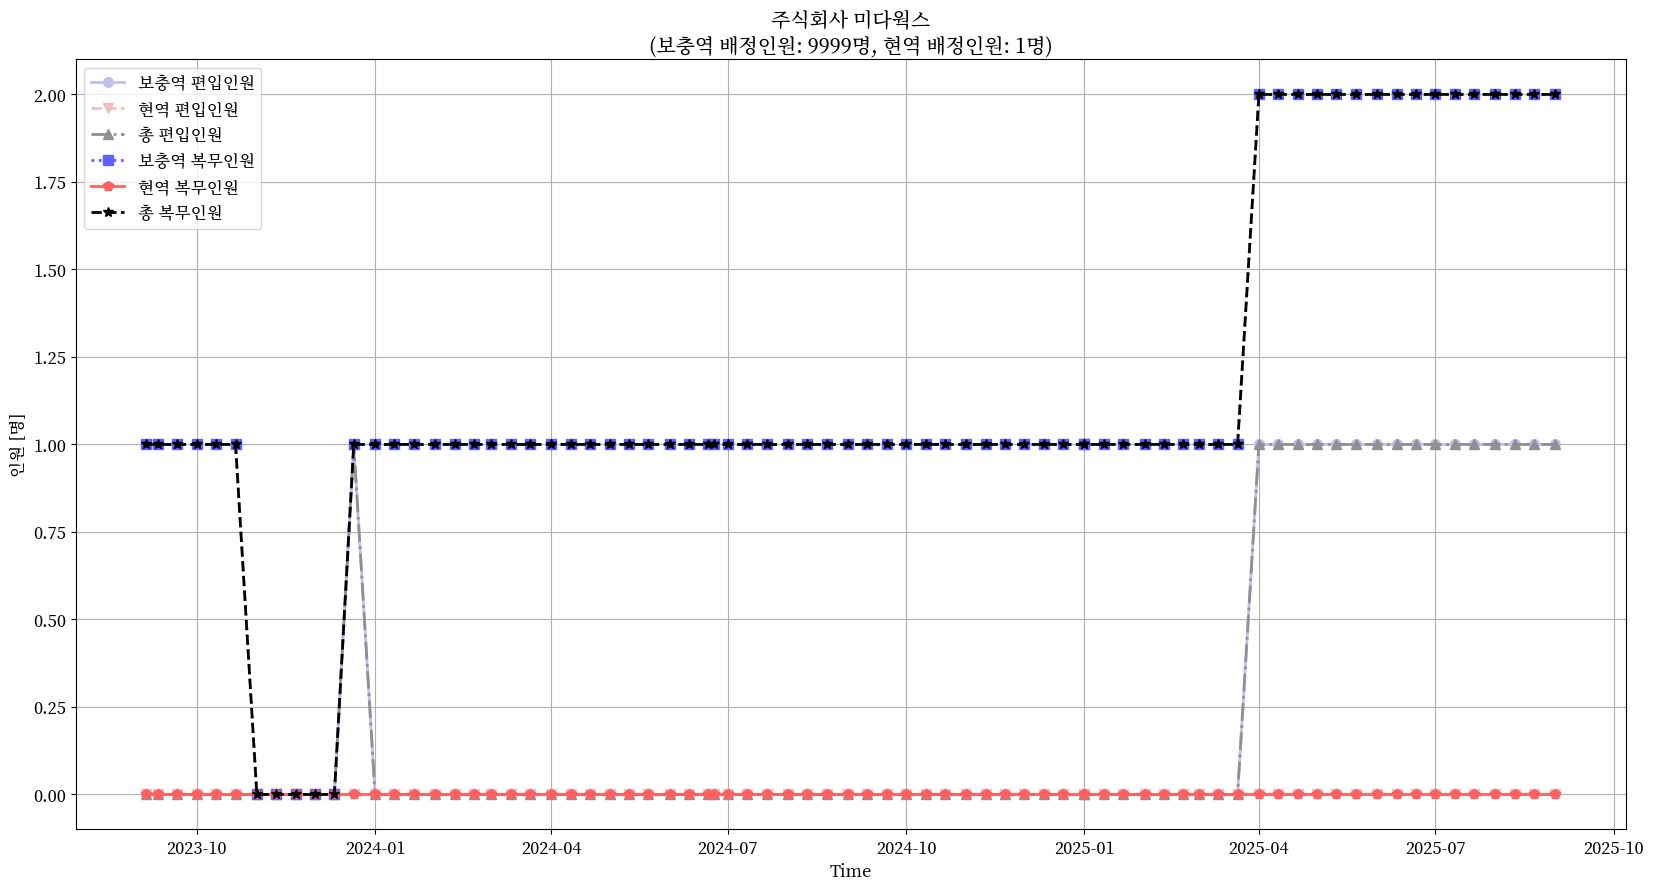 주식회사 미다웍스
(보충역 배정인원: 9999명, 현역 배정인원: 1명)
보충역 편입인원
현역 편입인원
총 편입인원
보충역 복무인원
현역 복무인원
총 복무인원
2.00
1.75
1.50
1.25
1.00
0.75
0.50
0.25
0.00
인원 [명]
2023-10
2024-01
2024-04
2024-07
2024-10
2025-01
2025-04
2025-07
2025-10
Time